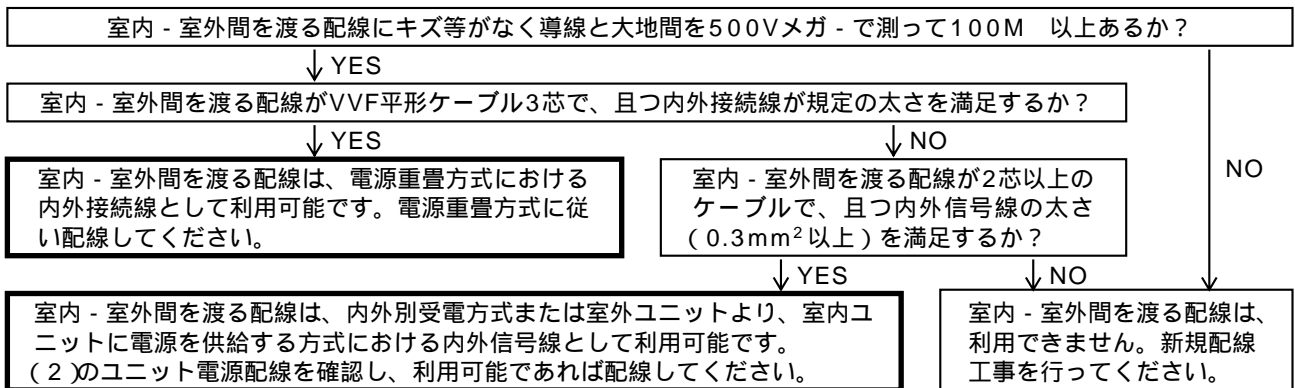 室内 - 室外間を渡る配線にキズ等がなく導線と大地間を500Vメガ - で測って100M　以上あるか？
YES
室内 - 室外間を渡る配線がVVF平形ケーブル3芯で、且つ内外接続線が規定の太さを満足するか？
YES
NO
NO
室内 - 室外間を渡る配線は、電源重畳方式における
内外接続線として利用可能です。電源重畳方式に従
い配線してください。
室内 - 室外間を渡る配線が2芯以上の
ケーブルで、且つ内外信号線の太さ
（0.3mm²以上）を満足するか？
YES
NO
室内 - 室外間を渡る配線は、内外別受電方式または室外ユニットより、室内ユ
ニットに電源を供給する方式における内外信号線として利用可能です。
(2)のユニット電源配線を確認し、利用可能であれば配線してください。
室内 - 室外間を渡る配線は、
利用できません。新規配線
工事を行ってください。